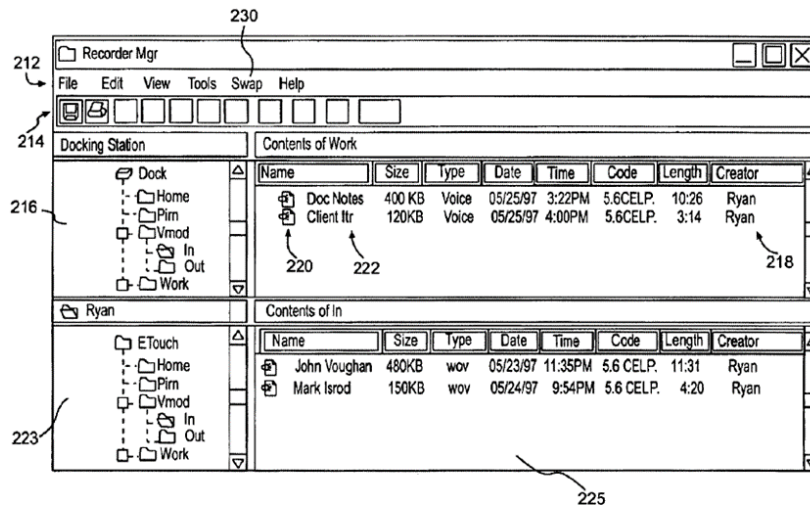 230
Recorder Mgr
212
File Edit View Tools Swap Help
214
Docking Station Contents of Work
Dock
Name Size Type Date Time Code Length Creator
216
Home
Pirn
Vmod
In
Out
Work
Doc Notes 400 KB Voice 05/25/97 3:22PM 5.6CELP. 10:26 Ryan
Client ltr 120KB Voice 05/25/97 4:00PM 5.6CELP. 3:14 Ryan
220 222 218
Ryan Contents of In
ETouch
Name Size Type Date Time Code Length Creator
Home
Pirn
Vmod
In
Out
Work
223
John Voughan 480KB wov 05/23/97 11:35PM 5.6 CELP. 11:31 Ryan
Mark Isrod 150KB wov 05/24/97 9:54PM 5.6 CELP. 4:20 Ryan
225